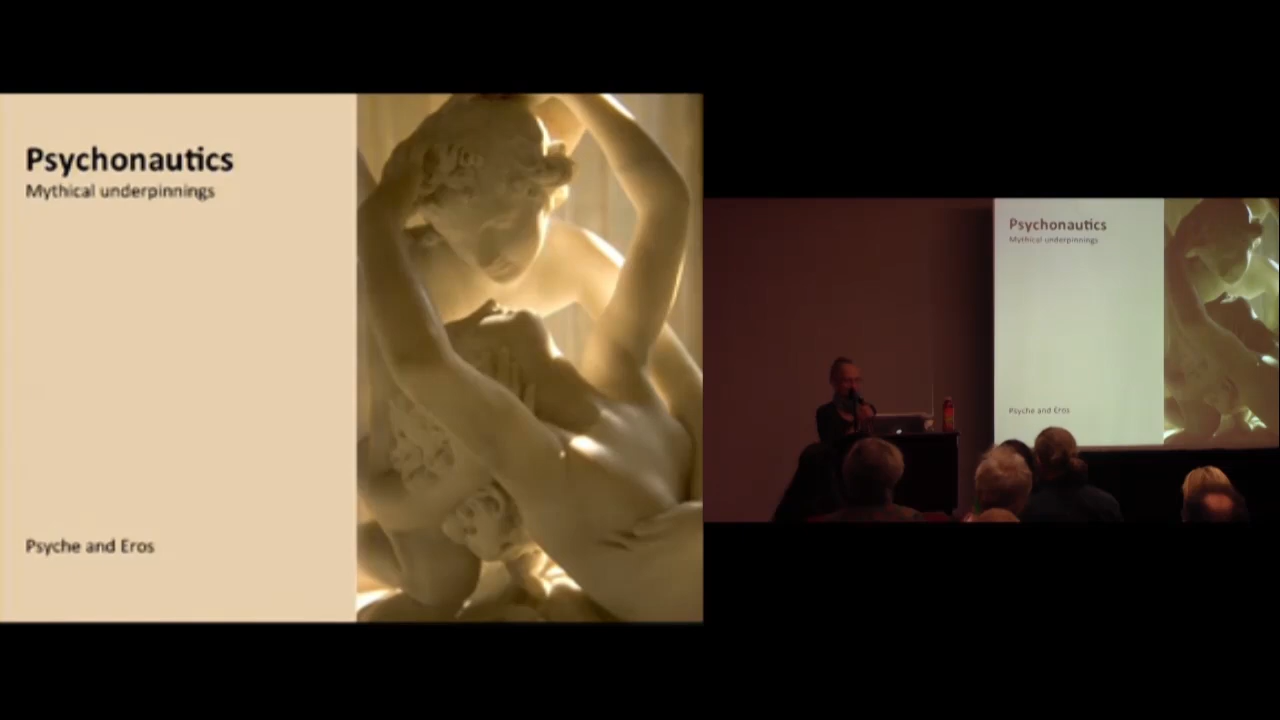 Psychonautics
Mythical underpinnings
Psyche and Eros
Psychonautics
Mythical underpinnings
Psyche and Eros